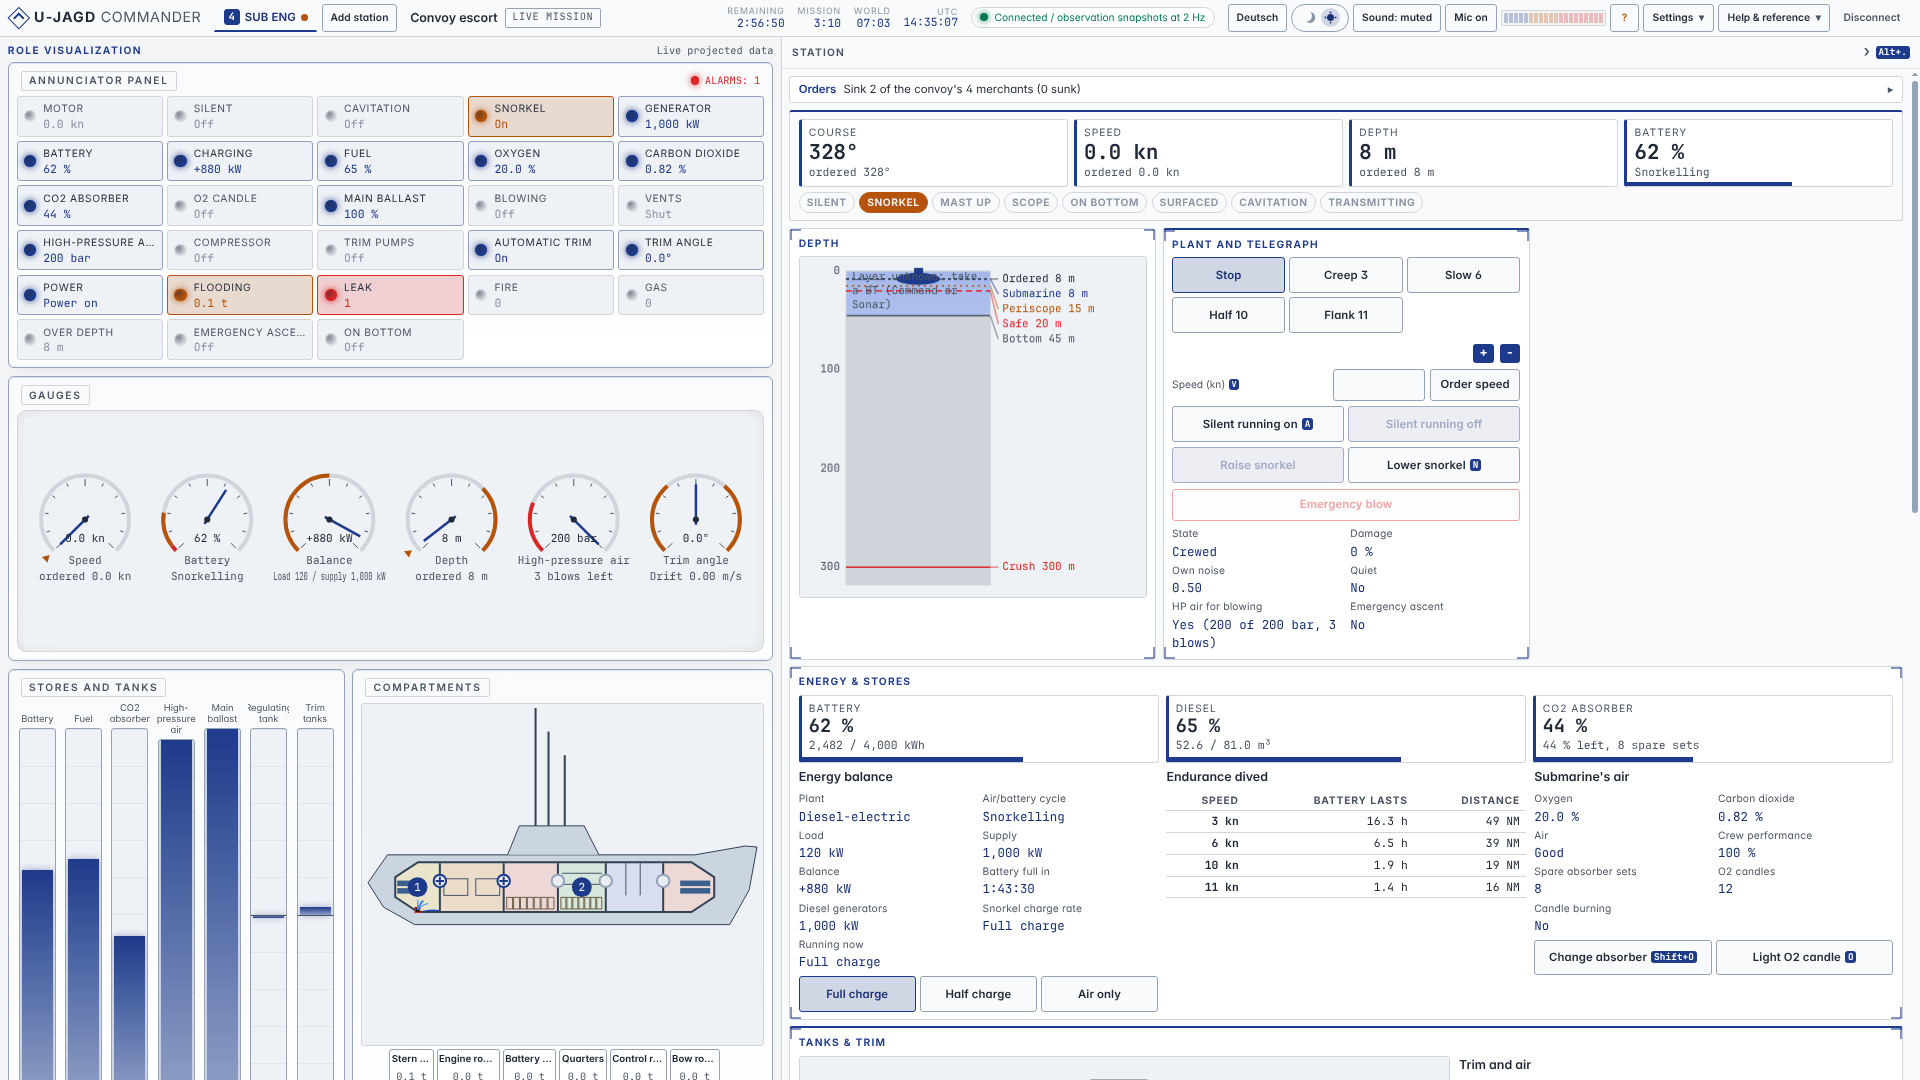 U-JAGD COMMANDER
4 SUB ENG
Add station
Convoy escort
LIVE MISSION
REMAINING 2:56:50
MISSION 3:10
WORLD 07:03
UTC 14:35:07
Connected / observation snapshots at 2 Hz
Deutsch
Sound: muted
Mic on
?
Settings ▾
Help & reference ▾
Disconnect
ROLE VISUALIZATION
Live projected data
ANNUNCIATOR PANEL
ALARMS: 1
MOTOR
0.0 kn
SILENT
Off
CAVITATION
Off
SNORKEL
On
GENERATOR
1,000 kW
BATTERY
62 %
CHARGING
+880 kW
FUEL
65 %
OXYGEN
20.0 %
CARBON DIOXIDE
0.82 %
CO2 ABSORBER
44 %
O2 CANDLE
Off
MAIN BALLAST
100 %
BLOWING
Off
VENTS
Shut
HIGH-PRESSURE A...
200 bar
COMPRESSOR
Off
TRIM PUMPS
Off
AUTOMATIC TRIM
On
TRIM ANGLE
0.0°
POWER
Power on
FLOODING
0.1 t
LEAK
1
FIRE
0
GAS
0
OVER DEPTH
8 m
EMERGENCY ASCE...
Off
ON BOTTOM
Off
GAUGES
0.0 kn
Speed
ordered 0.0 kn
62 %
Battery
Snorkelling
+880 kW
Balance
Load 120 / supply 1,000 kW
8 m
Depth
ordered 8 m
200 bar
High-pressure air
3 blows left
0.0°
Trim angle
Drift 0.00 m/s
STORES AND TANKS
Battery
Fuel
CO2 absorber
High-pressure air
Main ballast
tank
Trim tanks
COMPARTMENTS
1
2
Stern ...
0.1 t
Engine ro...
0.0 t
Battery ...
0.0 t
Quarters
0.0 t
Control r...
0.0 t
Bow ro...
0.0 t
STATION
Alt+.
Orders Sink 2 of the convoy's 4 merchants (0 sunk)
COURSE
328°
ordered 328°
SPEED
0.0 kn
ordered 0.0 kn
DEPTH
8 m
ordered 8 m
BATTERY
62 %
Snorkelling
SILENT
SNORKEL
MAST UP
SCOPE
ON BOTTOM
SURFACED
CAVITATION
TRANSMITTING
DEPTH
0
100
200
300
Layer unknown: take
a BT (Command or
Sonar)
Ordered 8 m
Submarine 8 m
Periscope 15 m
Safe 20 m
Bottom 45 m
Crush 300 m
PLANT AND TELEGRAPH
Stop
Creep 3
Slow 6
Half 10
Flank 11
+
-
Speed (kn) V
Order speed
Silent running on A
Silent running off
Raise snorkel
Lower snorkel N
Emergency blow
State
Crewed
Damage
0 %
Own noise
0.50
Quiet
No
HP air for blowing
Yes (200 of 200 bar, 3
blows)
Emergency ascent
No
ENERGY & STORES
BATTERY
62 %
2,482 / 4,000 kWh
DIESEL
65 %
52.6 / 81.0 m³
CO2 ABSORBER
44 %
44 % left, 8 spare sets
Energy balance
Plant
Diesel-electric
Air/battery cycle
Snorkelling
Load
120 kW
Supply
1,000 kW
Balance
+880 kW
Battery full in
1:43:30
Diesel generators
1,000 kW
Snorkel charge rate
Full charge
Running now
Full charge
Full charge
Half charge
Air only
Endurance dived
SPEED BATTERY LASTS DISTANCE
3 kn 16.3 h 49 NM
6 kn 6.5 h 39 NM
10 kn 1.9 h 19 NM
11 kn 1.4 h 16 NM
Submarine's air
Oxygen
20.0 %
Carbon dioxide
0.82 %
Air
Good
Crew performance
100 %
Spare absorber sets
8
O2 candles
12
Candle burning
No
Change absorber Shift+O
Light O2 candle O
TANKS & TRIM
Trim and air